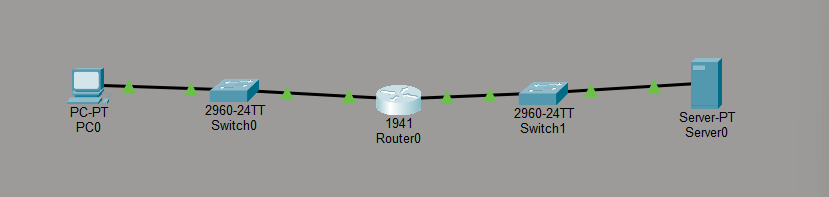 PC-PT
PC0
2960-24TT
Switch0
1941
Router0
2960-24TT
Switch1
Server-PT
Server0